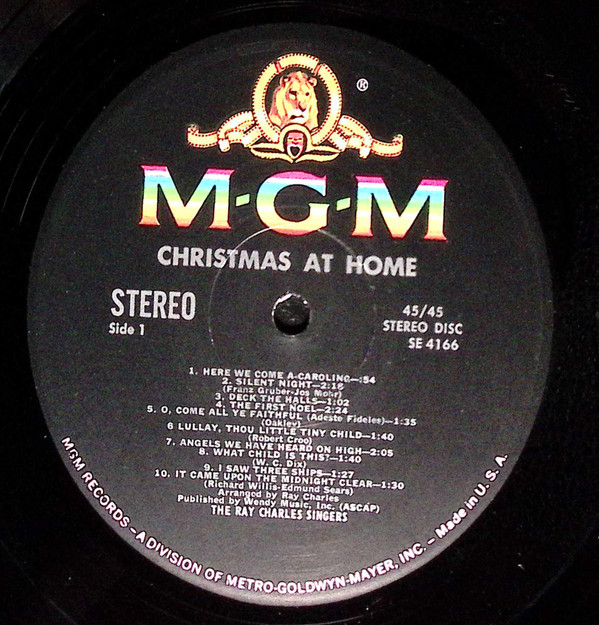 ®
M·G·M
CHRISTMAS AT HOME
STEREO
Side 1
45/45
STEREO DISC
SE 4166
1. HERE WE COME A-CAROLING—:54
2. SILENT NIGHT—2:18
(Franz Gruber-Jos Mohr)
3. DECK THE HALLS—1:02
4. THE FIRST NOEL—2:24
5. O, COME ALL YE FAITHFUL (Adeste Fideles)—1:35
(Oakley)
6 LULLAY, THOU LITTLE TINY CHILD—1:40
(Robert Croo)
7. ANGELS WE HAVE HEARD ON HIGH—2:05
8. WHAT CHILD IS THIS?—1:40
(W. C. Dix)
9. I SAW THREE SHIPS—1:27
10. IT CAME UPON THE MIDNIGHT CLEAR—1:30
(Richard Willis-Edmund Sears)
Arranged by Ray Charles
Published by Wendy Music, Inc. (ASCAP)
THE RAY CHARLES SINGERS
MGM RECORDS – A DIVISION OF METRO-GOLDWYN-MAYER, INC. – Made in U. S. A.